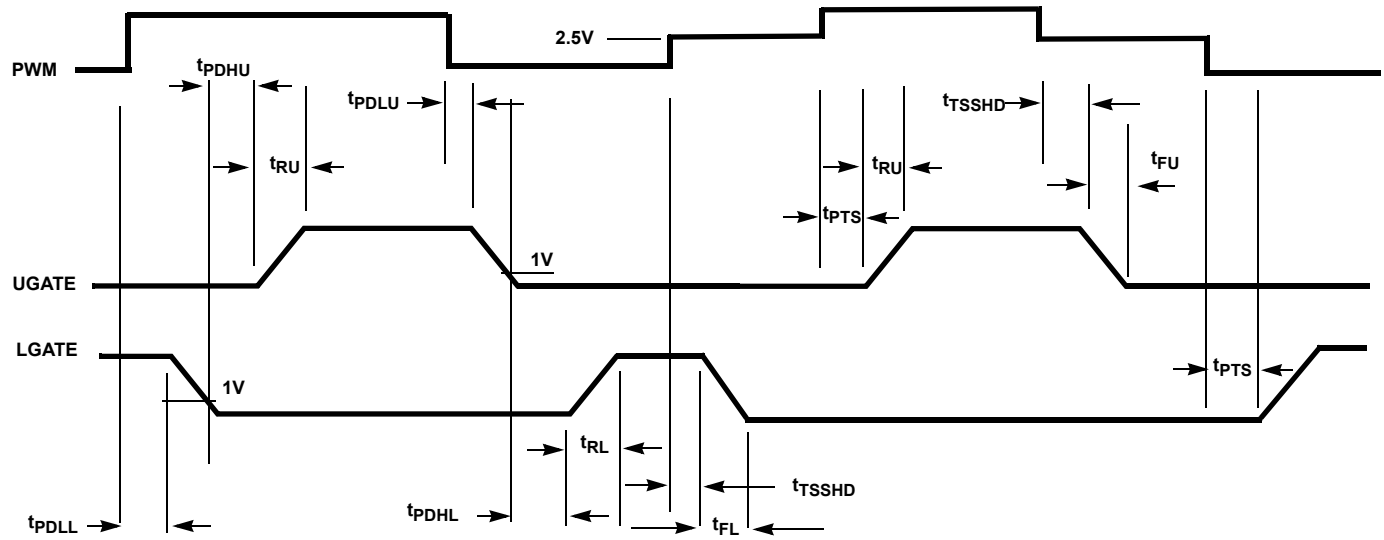 2.5V
PWM
tPDHU
tPDLU
tTSSHD
tRU
tRU
tFU
tPTS
1V
UGATE
LGATE
tPTS
1V
tRL
tTSSHD
tPDHL
tPDLL
tFL